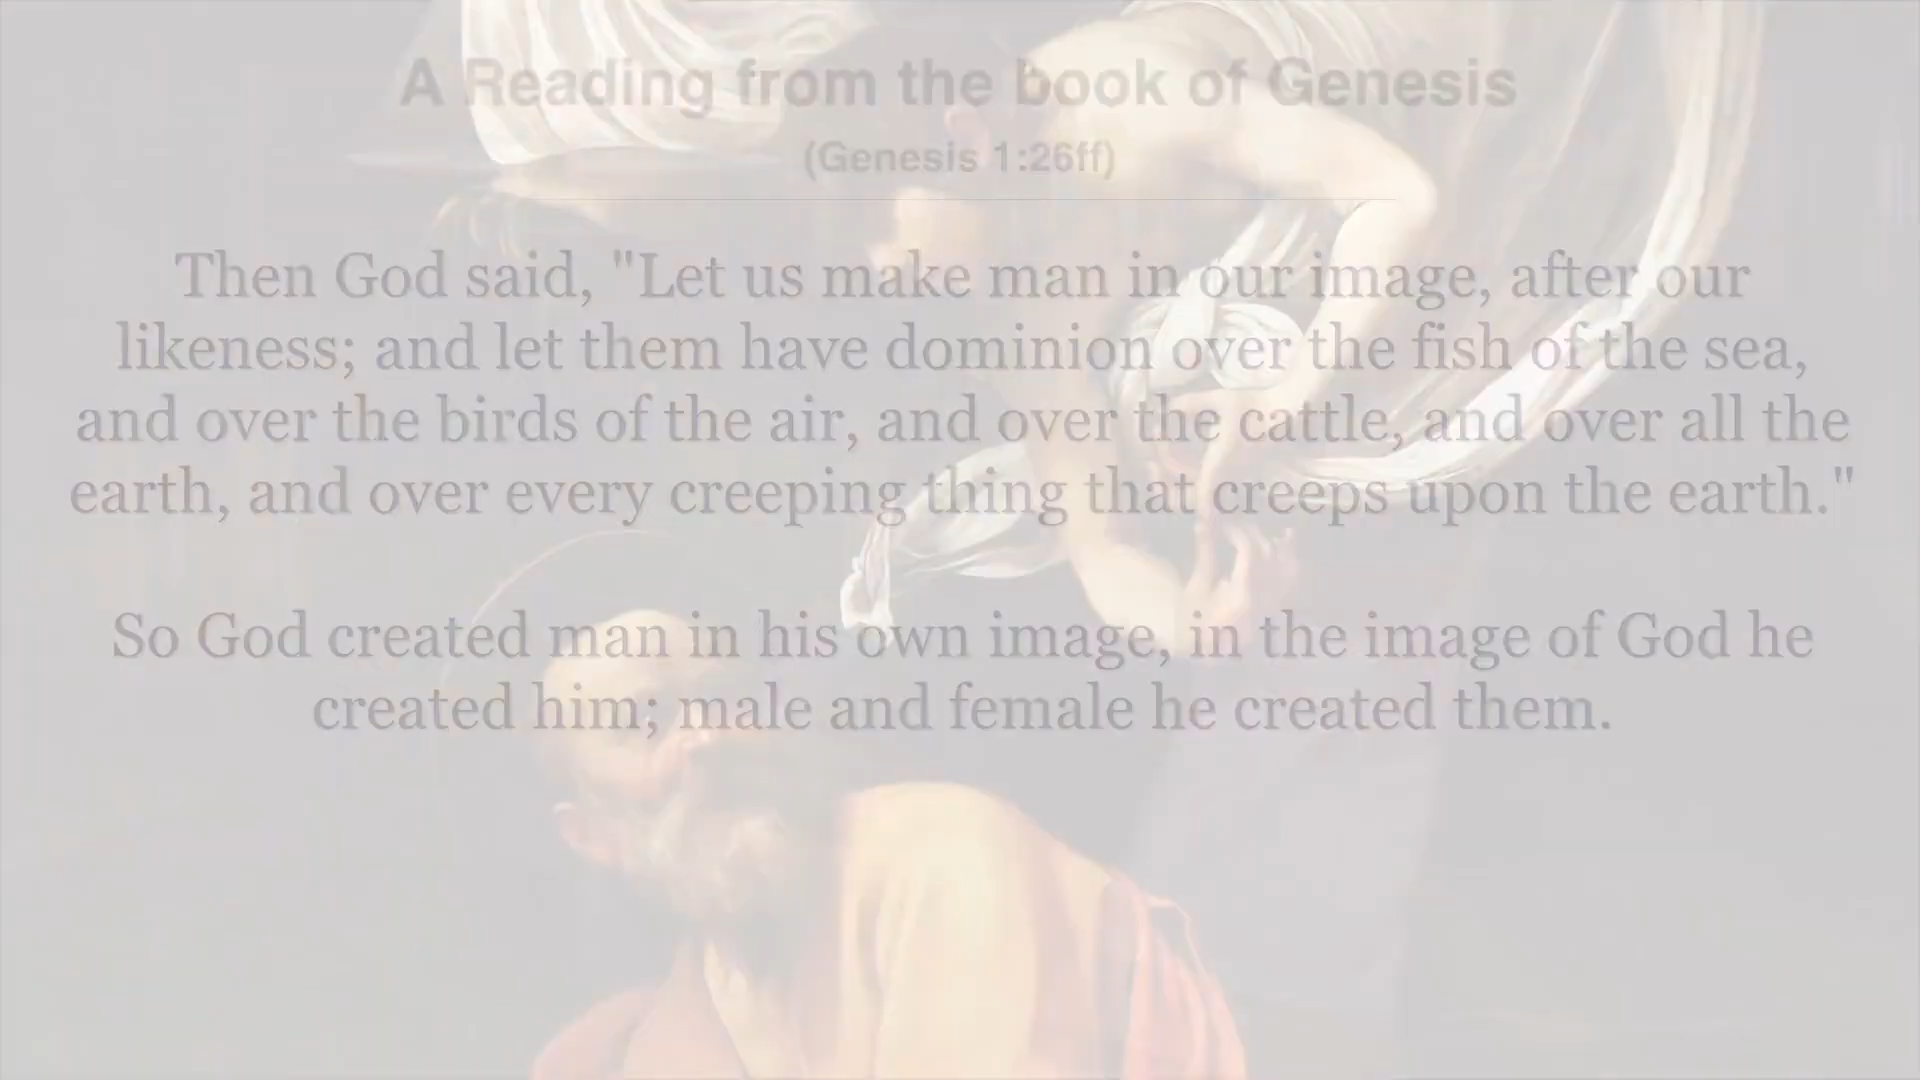 A Reading from the book of Genesis
(Genesis 1:26ff)
Then God said, "Let us make man in our image, after our
likeness; and let them have dominion over the fish of the sea,
and over the birds of the air, and over the cattle, and over all the
earth, and over every creeping thing that creeps upon the earth."
So God created man in his own image, in the image of God he
created him; male and female he created them.